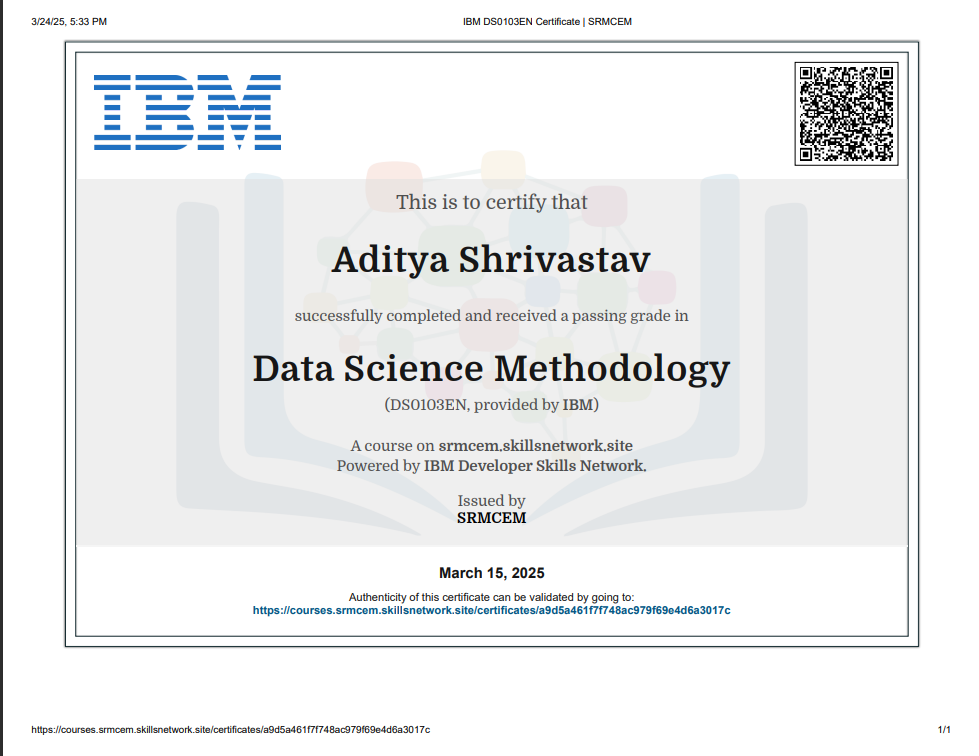 3/24/25, 5:33 PM
IBM DS0103EN Certificate | SRMCEM
IBM
This is to certify that
Aditya Shrivastav
successfully completed and received a passing grade in
Data Science Methodology
(DS0103EN, provided by IBM)
A course on srmcem.skillsnetwork.site
Powered by IBM Developer Skills Network.
Issued by
SRMCEM
March 15, 2025
Authenticity of this certificate can be validated by going to:
https://courses.srmcem.skillsnetwork.site/certificates/a9d5a461f7f748ac979f69e4d6a3017c
https://courses.srmcem.skillsnetwork.site/certificates/a9d5a461f7f748ac979f69e4d6a3017c
1/1